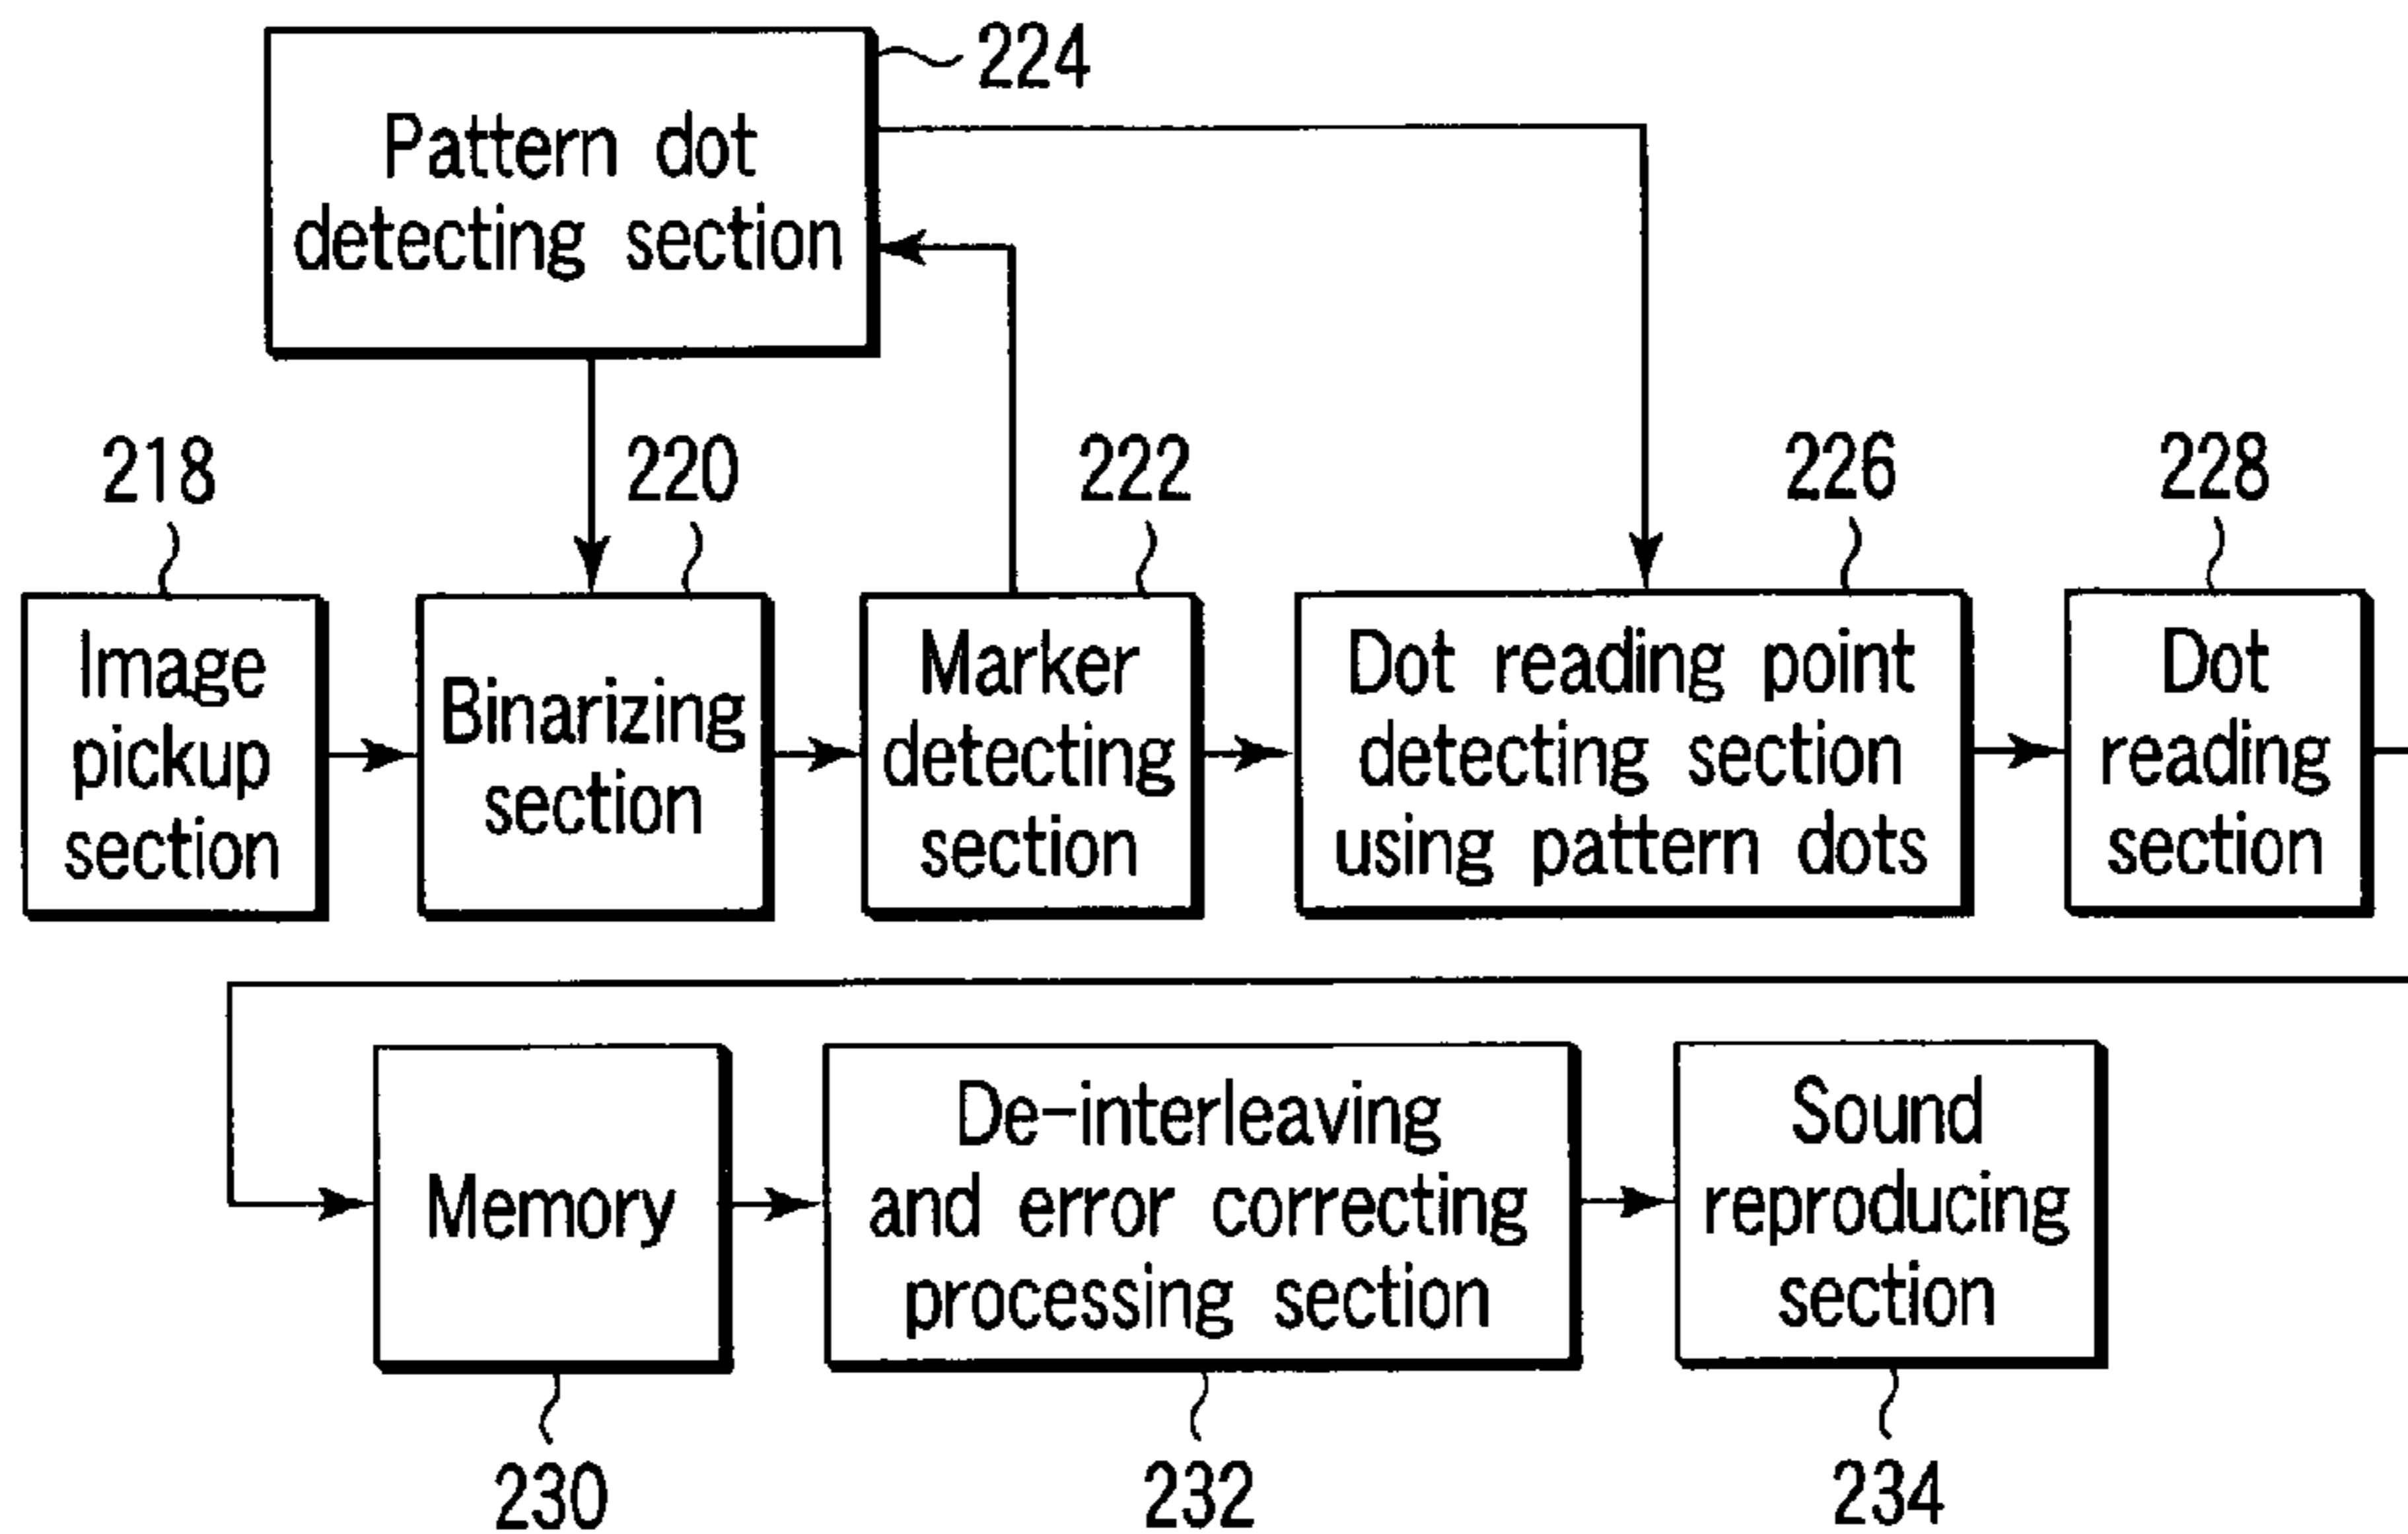 224
Pattern dot
detecting section
218
220
222
226
228
Image
pickup
section
Binarizing
section
Marker
detecting
section
Dot reading point
detecting section
using pattern dots
Dot
reading
section
Memory
De-interleaving
and error correcting
processing section
Sound
reproducing
section
230
232
234